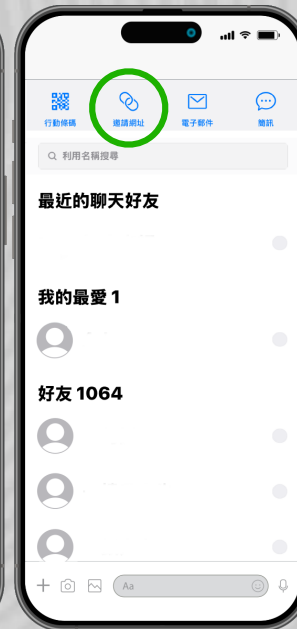 行動條碼 邀請網址 電子郵件 簡訊
利用名稱搜尋
最近的聊天好友
我的最愛 1
好友 1064
Aa